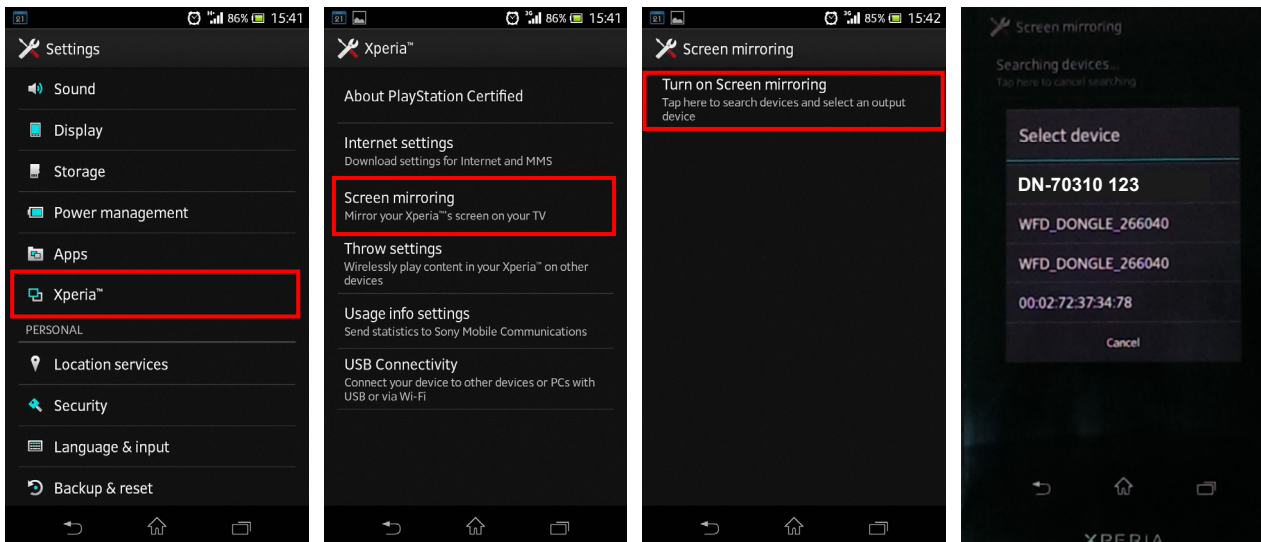 21
H+ 86% 15:41
Settings
Sound
Display
Storage
Power management
Apps
Xperia™
PERSONAL
Location services
Security
Language & input
Backup & reset
21
3G 86% 15:41
Xperia™
About PlayStation Certified
Internet settings
Download settings for Internet and MMS
Screen mirroring
Mirror your Xperia™'s screen on your TV
Throw settings
Wirelessly play content in your Xperia™ on other
devices
Usage info settings
Send statistics to Sony Mobile Communications
USB Connectivity
Connect your device to other devices or PCs with
USB or via Wi-Fi
21
3G 85% 15:42
Screen mirroring
Turn on Screen mirroring
Tap here to search devices and select an output
device
Screen mirroring
Searching devices...
Tap here to cancel searching
Select device
DN-70310 123
WFD_DONGLE_266040
WFD_DONGLE_266040
00:02:72:37:34:78
Cancel
XPERIA